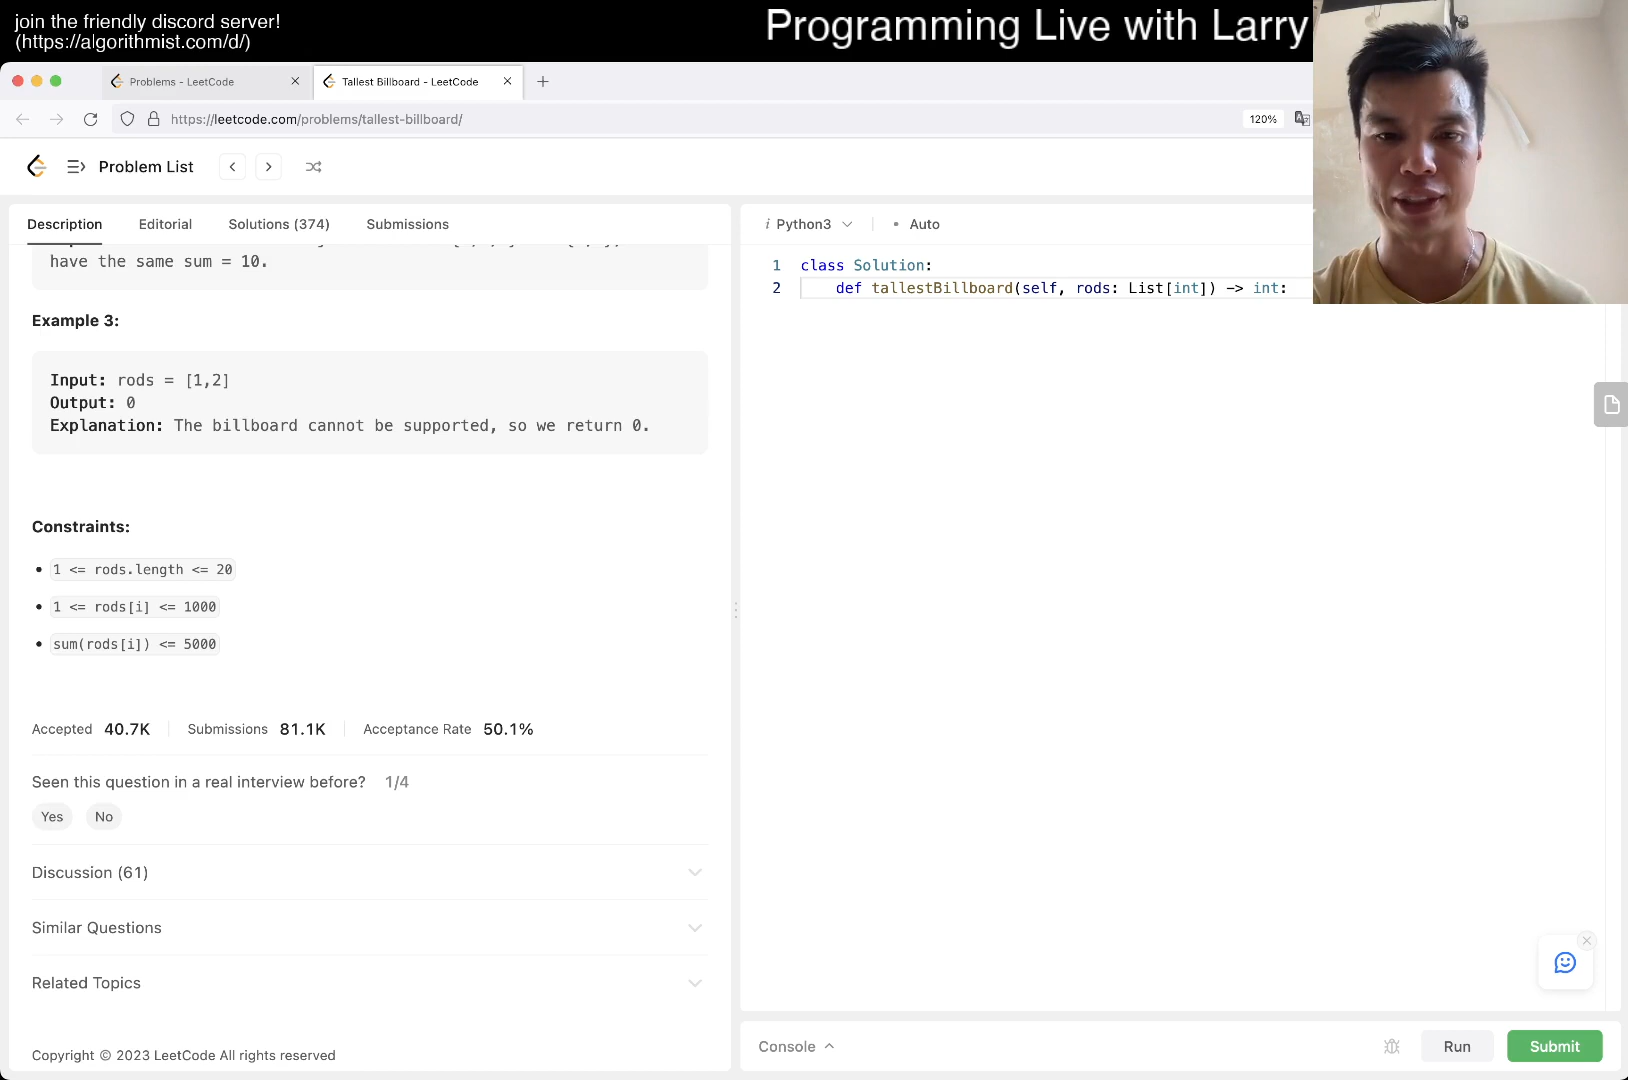 join the friendly discord server!
(https://algorithmist.com/d/)
Programming Live with Larry
Problems - LeetCode
Tallest Billboard - LeetCode
https://leetcode.com/problems/tallest-billboard/
120%
Problem List
Description
Editorial
Solutions (374)
Submissions
have the same sum = 10.
Example 3:
Input: rods = [1,2]
Output: 0
Explanation: The billboard cannot be supported, so we return 0.
Constraints:
1 <= rods.length <= 20
1 <= rods[i] <= 1000
sum(rods[i]) <= 5000
Accepted 40.7K
Submissions 81.1K
Acceptance Rate 50.1%
Seen this question in a real interview before? 1/4
Yes
No
Discussion (61)
Similar Questions
Related Topics
Copyright © 2023 LeetCode All rights reserved
i Python3
Auto
1 class Solution:
2 def tallestBillboard(self, rods: List[int]) -> int:
Console
Run
Submit